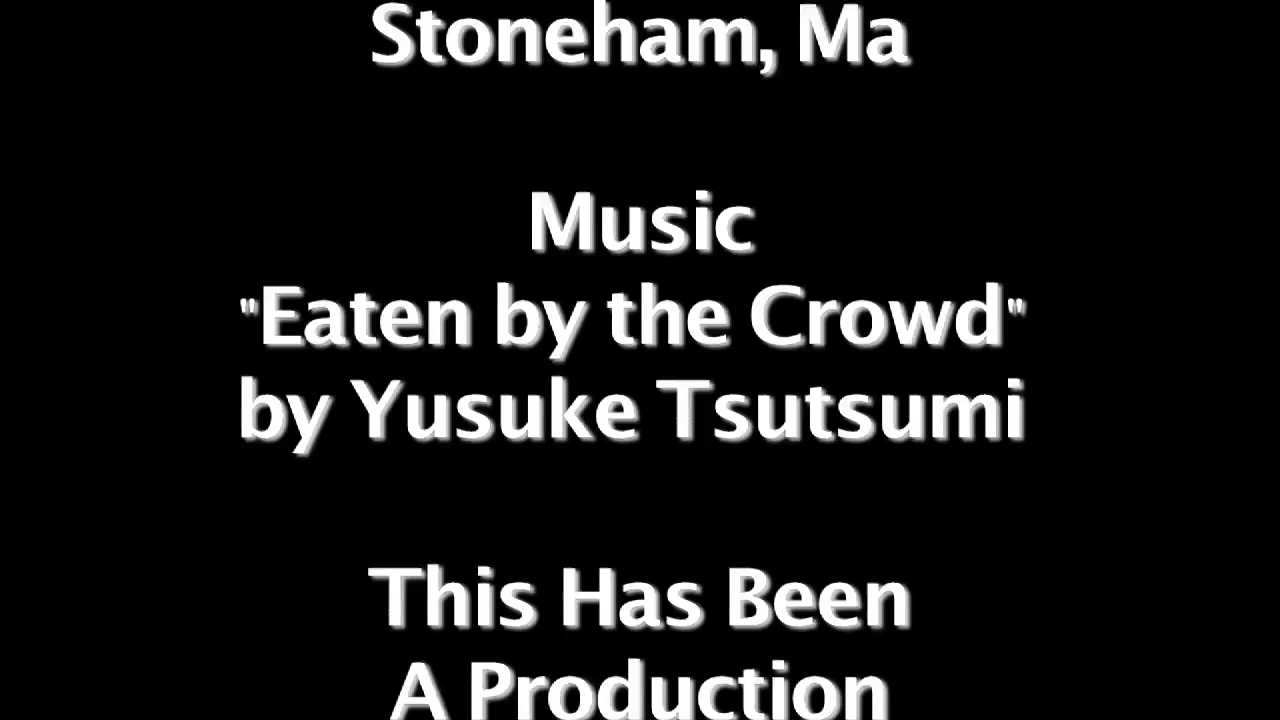 Stoneham, Ma
Music
"Eaten by the Crowd"
by Yusuke Tsutsumi
This Has Been
A Production